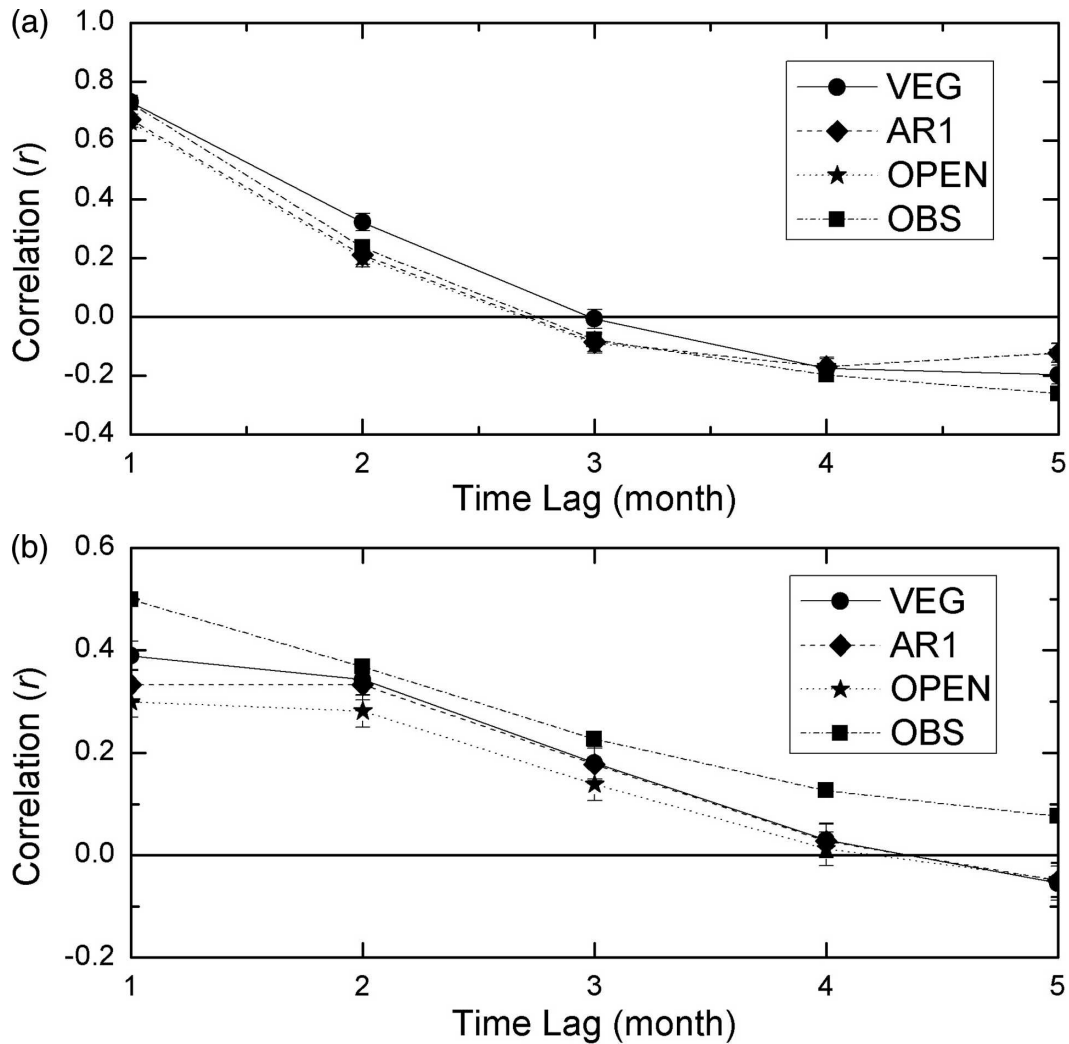 (a)
1.0
0.8
0.6
0.4
0.2
0.0
-0.2
-0.4
Correlation (r)
VEG
AR1
OPEN
OBS
1 2 3 4 5
Time Lag (month)
(b)
0.6
0.4
0.2
0.0
-0.2
Correlation (r)
VEG
AR1
OPEN
OBS
1 2 3 4 5
Time Lag (month)